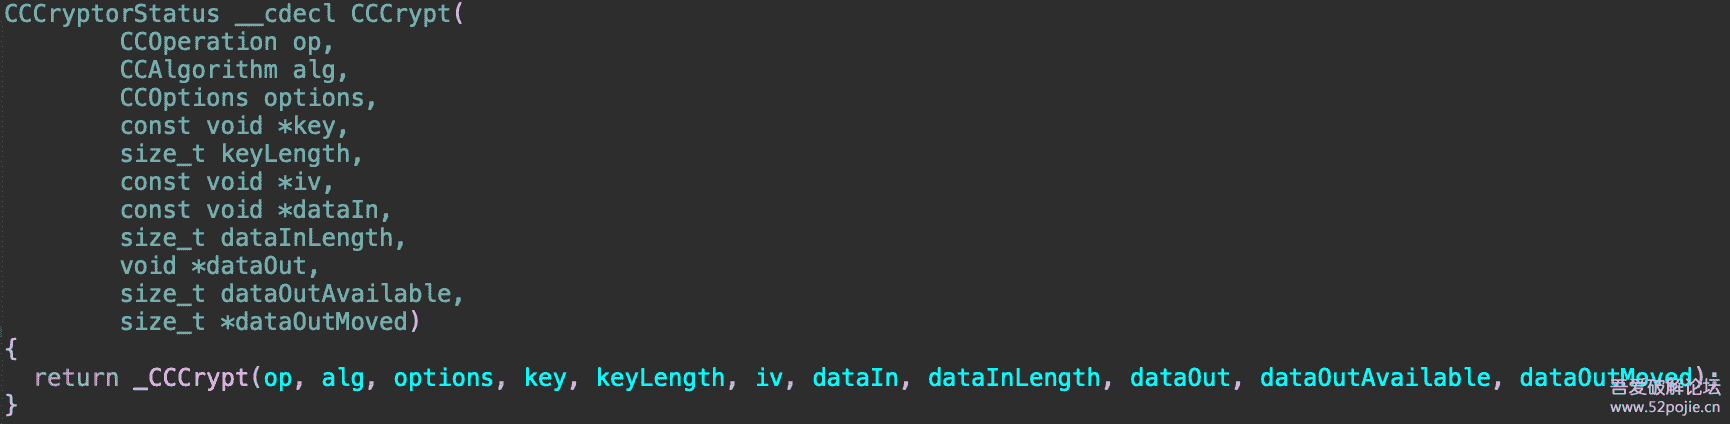 CCCryptorStatus __cdecl CCCrypt(
        CCOperation op,
        CCAlgorithm alg,
        CCOptions options,
        const void *key,
        size_t keyLength,
        const void *iv,
        const void *dataIn,
        size_t dataInLength,
        void *dataOut,
        size_t dataOutAvailable,
        size_t *dataOutMoved)
{
  return _CCCrypt(op, alg, options, key, keyLength, iv, dataIn, dataInLength, dataOut, dataOutAvailable, dataOutMoved);
}
吾爱破解论坛
www.52pojie.cn